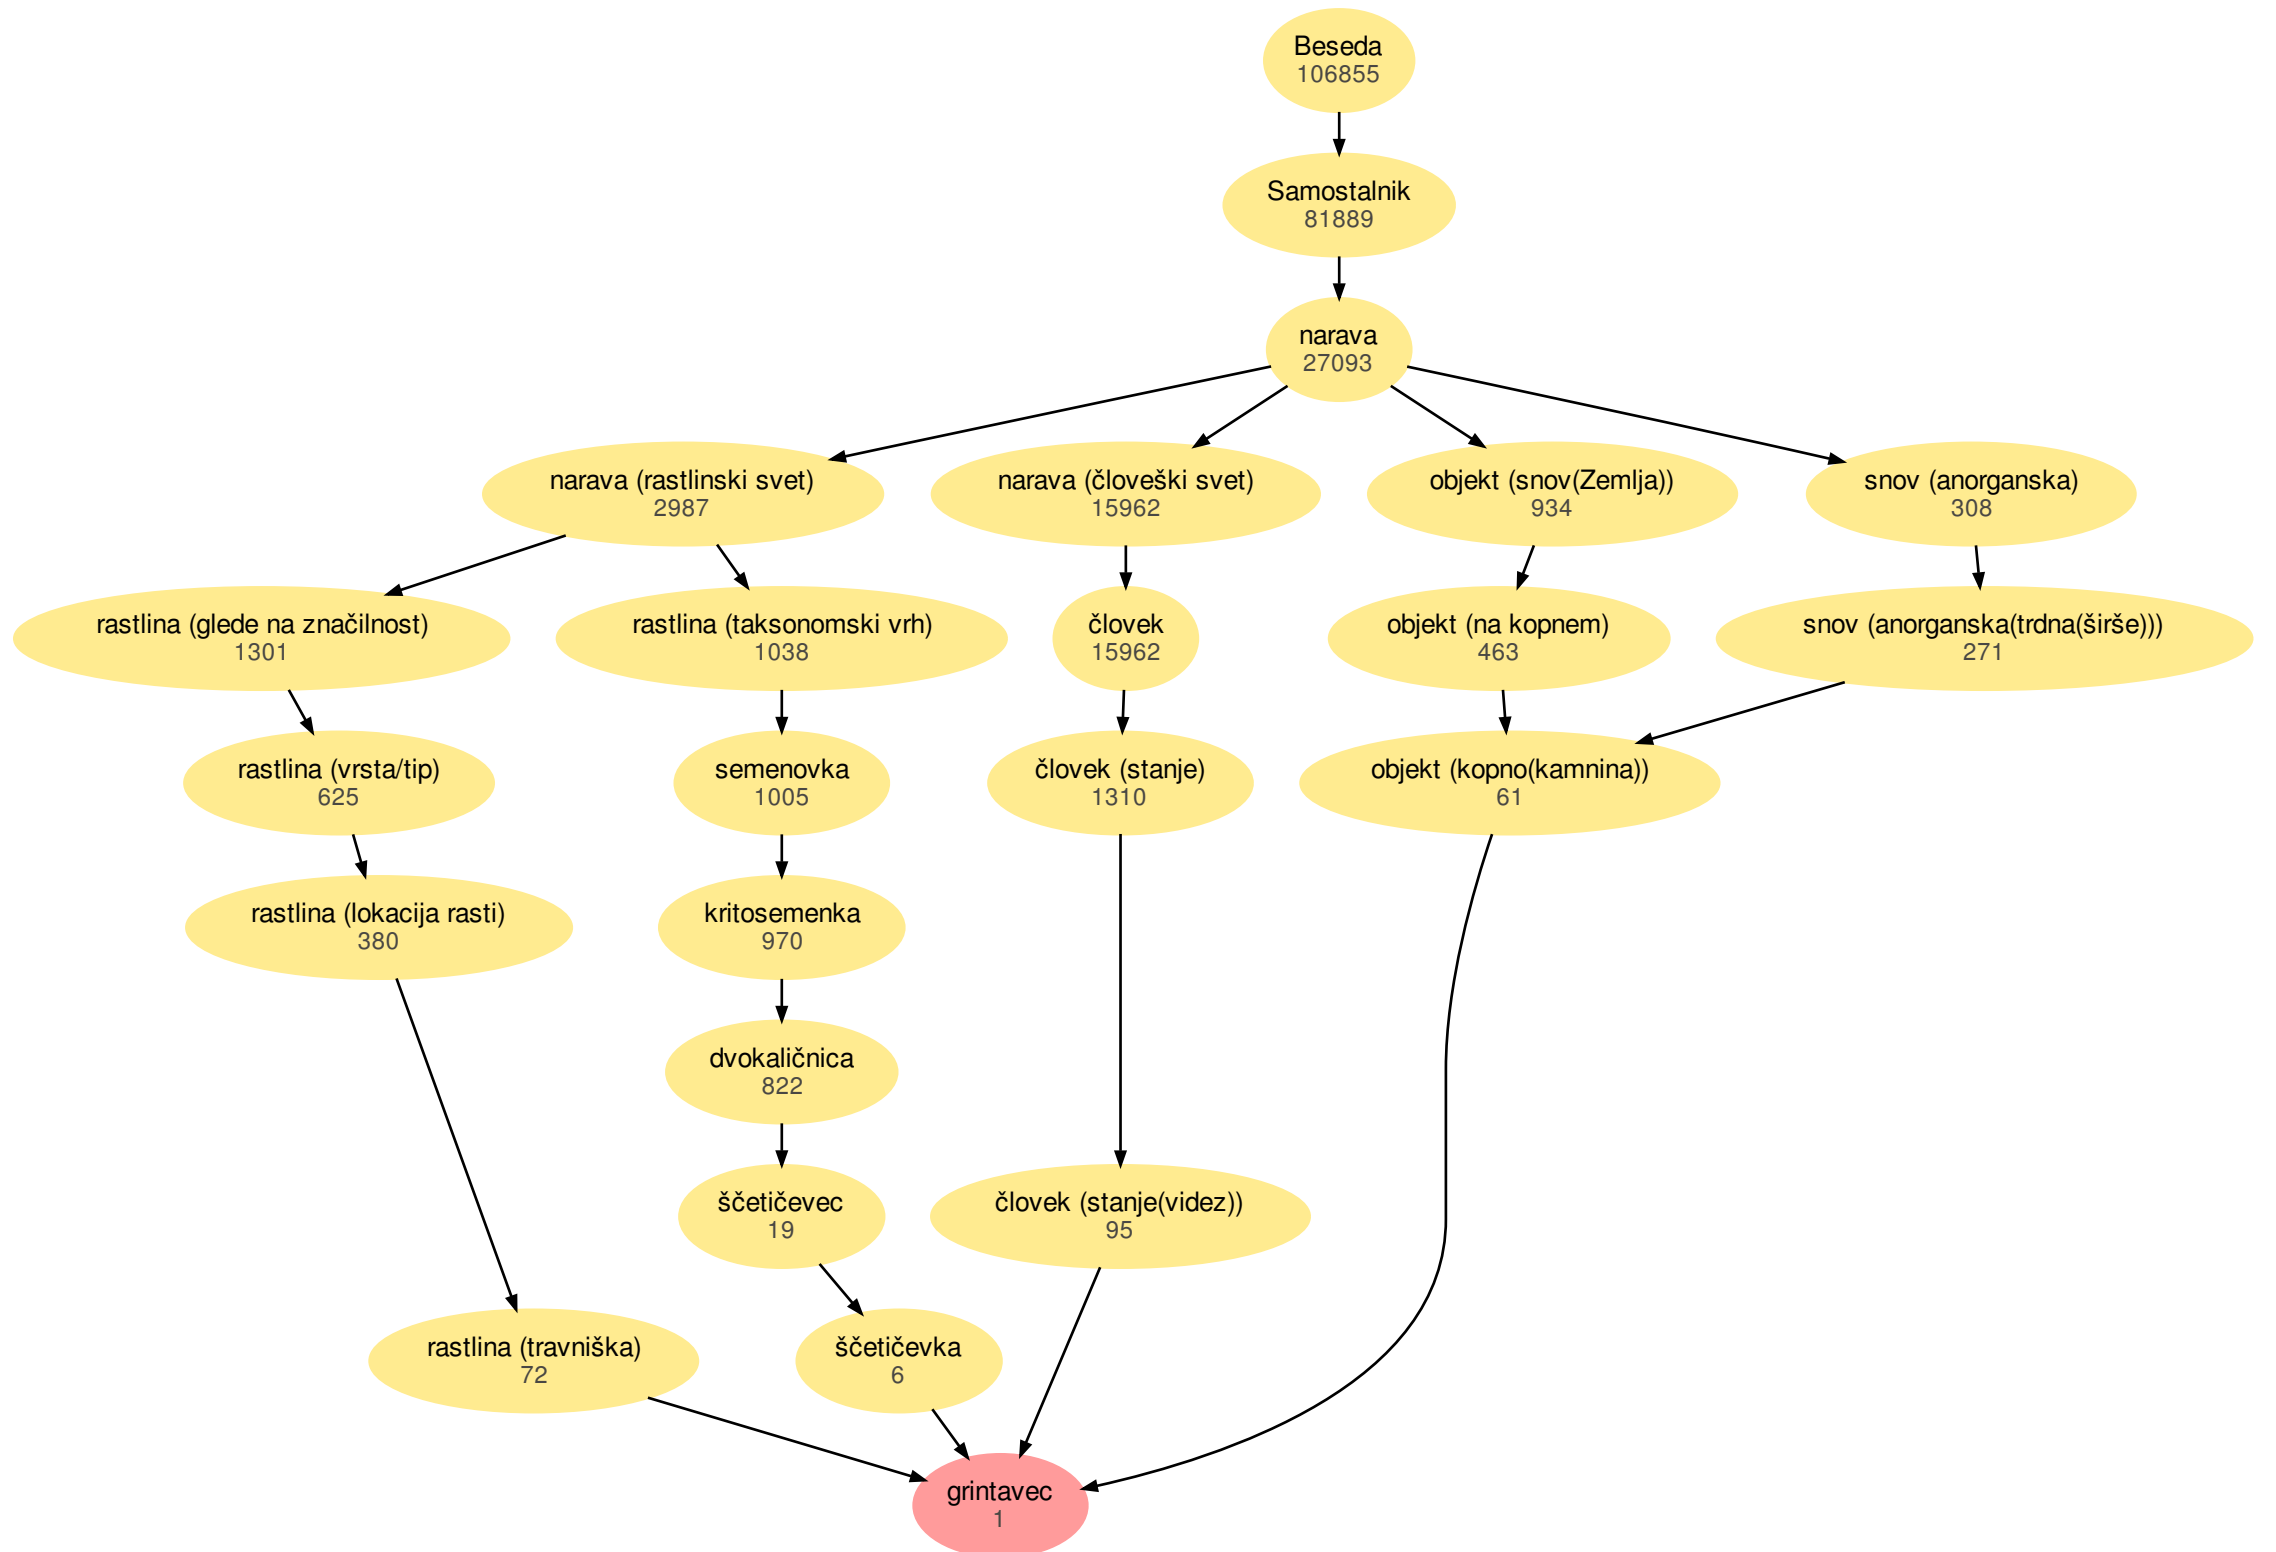 Beseda
106855
Samostalnik
81889
narava
27093
narava (rastlinski svet)
2987
narava (človeški svet)
15962
objekt (snov(Zemlja))
934
snov (anorganska)
308
rastlina (glede na značilnost)
1301
rastlina (taksonomski vrh)
1038
človek
15962
objekt (na kopnem)
463
snov (anorganska(trdna(širše)))
271
rastlina (vrsta/tip)
625
semenovka
1005
človek (stanje)
1310
objekt (kopno(kamnina))
61
rastlina (lokacija rasti)
380
kritosemenka
970
dvokaličnica
822
ščetičevec
19
človek (stanje(videz))
95
rastlina (travniška)
72
ščetičevka
6
grintavec
1